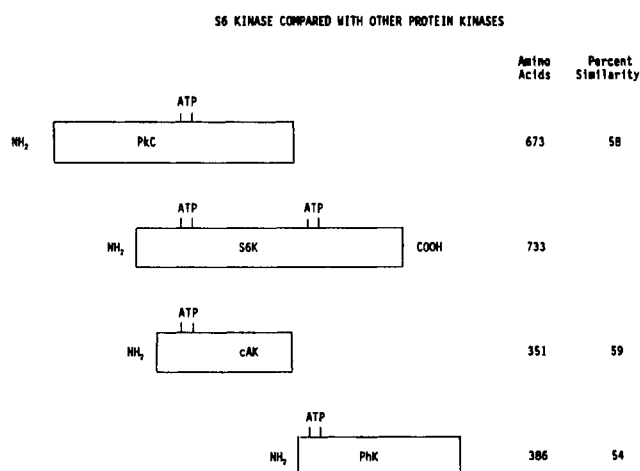 S6 KINASE COMPARED WITH OTHER PROTEIN KINASES
Amino Acids
Percent Similarity
ATP
NH₂ PkC 673 58
ATP ATP
NH₂ S6K COOH 733
ATP
NH₂ cAK 351 59
ATP
NH₂ PhK 386 54